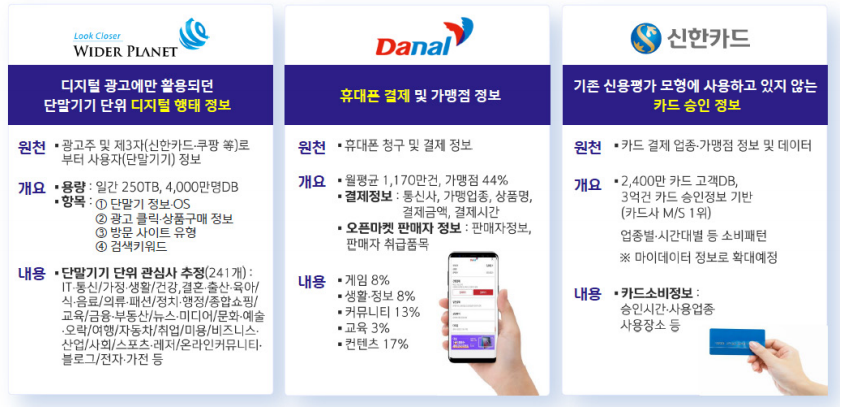 Look Closer
WIDER PLANET
디지털 광고에만 활용되던
단말기기 단위 디지털 행태 정보
원천 ▪ 광고주 및 제3자(신한카드·쿠팡 等)로
부터 사용자(단말기기) 정보
개요 ▪ 용량 : 일간 250TB, 4,000만명DB
▪ 항목 : ① 단말기 정보·OS
② 광고 클릭·상품구매 정보
③ 방문 사이트 유형
④ 검색키워드
내용 ▪ 단말기기 단위 관심사 추정(241개) :
IT·통신/가정·생활/건강,결혼·출산·육아/
식·음료/의류·패션/정치·행정/종합쇼핑/
교육/금융·부동산/뉴스·미디어/문화·예술
·오락/여행/자동차/취업/미용/비즈니스·
산업/사회/스포츠·레저/온라인커뮤니티·
블로그/전자·가전 등
Danal
휴대폰 결제 및 가맹점 정보
원천 ▪ 휴대폰 청구 및 결제 정보
개요 ▪ 월평균 1,170만건, 가맹점 44%
▪ 결제정보 : 통신사, 가맹업종, 상품명,
결제금액, 결제시간
▪ 오픈마켓 판매자 정보 : 판매자정보,
판매자 취급품목
내용 ▪ 게임 8%
▪ 생활·정보 8%
▪ 커뮤니티 13%
▪ 교육 3%
▪ 컨텐츠 17%
Danal
신한카드
기존 신용평가 모형에 사용하고 있지 않는
카드 승인 정보
원천 ▪ 카드 결제 업종·가맹점 정보 및 데이터
개요 ▪ 2,400만 카드 고객DB,
3억건 카드 승인정보 기반
(카드사 M/S 1위)
업종별·시간대별 등 소비패턴
※ 마이데이터 정보로 확대예정
내용 ▪ 카드소비정보 :
승인시간·사용업종
사용장소 등